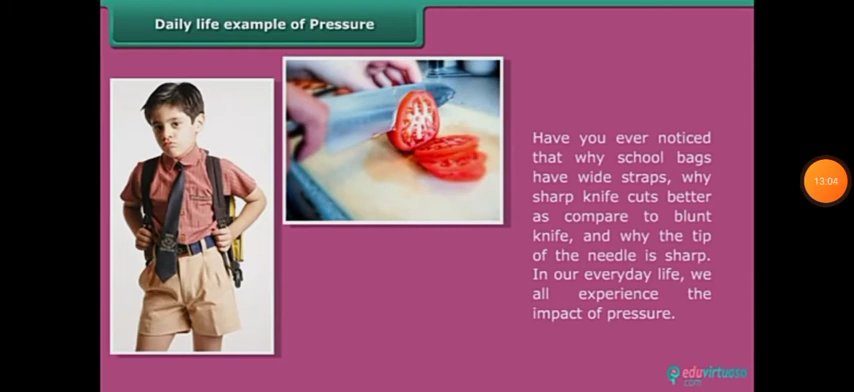 Daily life example of Pressure
Have you ever noticed
that why school bags
have wide straps, why
sharp knife cuts better
as compare to blunt
knife, and why the tip
of the needle is sharp.
In our everyday life, we
all experience the
impact of pressure.
13:04
eduvirtuoso
.com